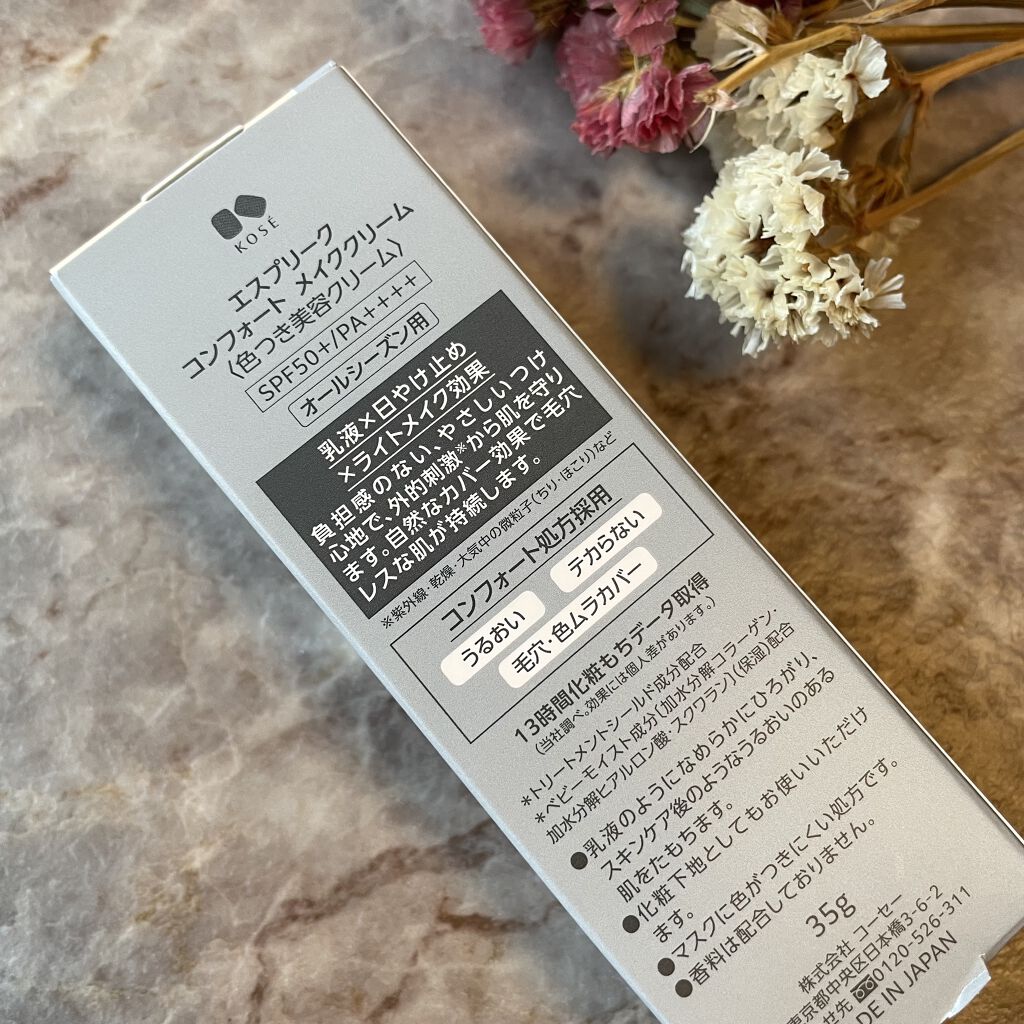 KOSÉ
エスプリーク
コンフォート メイククリーム
〈色つき美容クリーム〉
SPF50+/PA++++
オールシーズン用
乳液×日やけ止め
×ライトメイク効果
負担感のない、やさしいつけ
心地で、外的刺激※から肌を守り
ます。自然なカバー効果で毛穴
レスな肌が持続します。
※紫外線・乾燥・大気中の微粒子(ちり・ほこり)など
コンフォート処方採用
うるおい
テカらない
毛穴・色ムラカバー
13時間化粧もちデータ取得
(当社調べ。効果には個人差があります。)
*トリートメントシールド成分配合
*ベビーモイスト成分〔加水分解コラーゲン・
加水分解ヒアルロン酸・スクワラン〕(保湿)配合
●乳液のようになめらかにひろがり、
スキンケア後のようなうるおいのある
肌をたもちます。
●化粧下地としてもお使いいただけ
ます。
●マスクに色がつきにくい処方です。
●香料は配合しておりません。
35g
株式会社 コーセー
東京都中央区日本橋3-6-2
せ先 0120-526-311
DE IN JAPAN